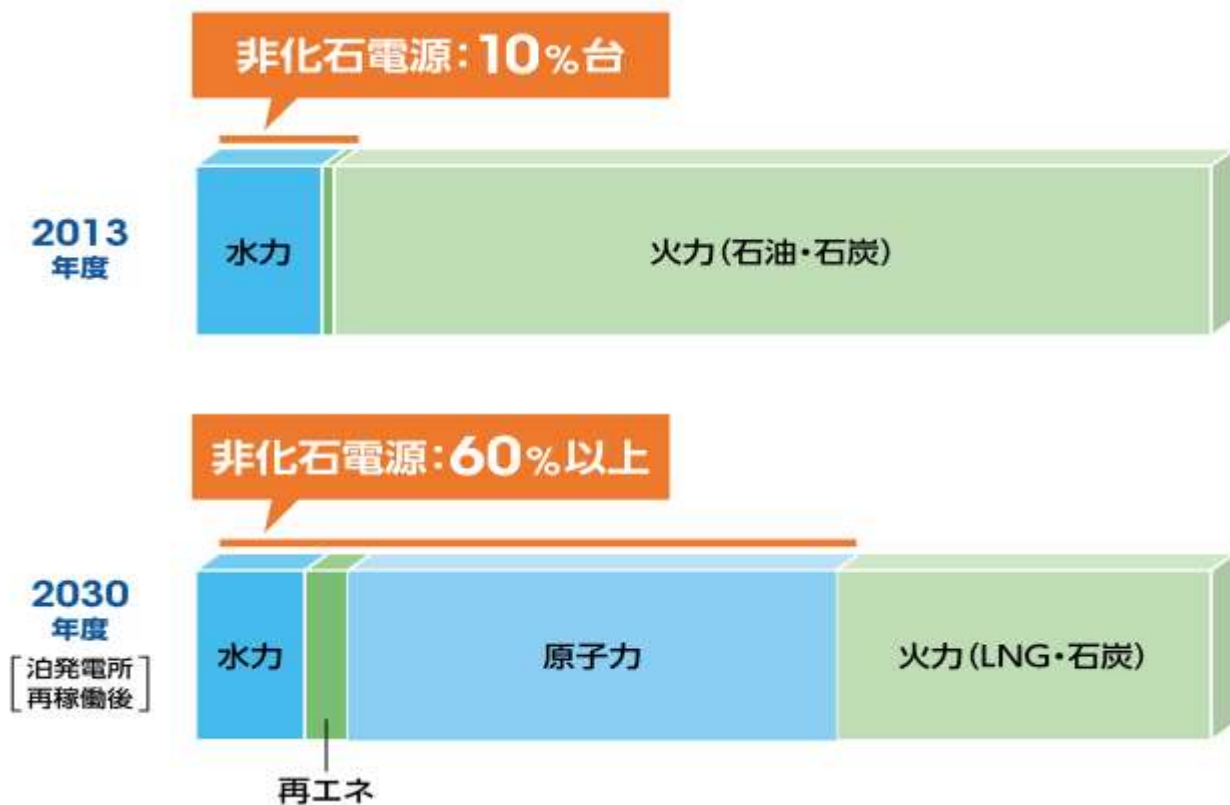 非化石電源：10%台
2013
年度
水力
火力（石油・石炭）
非化石電源：60%以上
2030
年度
泊発電所
再稼働後
水力
原子力
火力（LNG・石炭）
再エネ